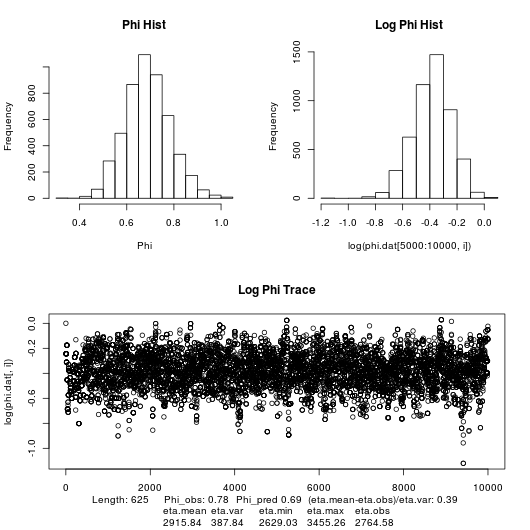 Phi Hist
Log Phi Hist
Frequency
0 200 400 600 800
0.4 0.6 0.8 1.0
Phi
Frequency
0 500 1000 1500
-1.2 -1.0 -0.8 -0.6 -0.4 -0.2 0.0
log(phi.dat[5000:10000, i])
Log Phi Trace
log(phi.dat[, i])
-1.0 -0.6 -0.2 0.0
0 2000 4000 6000 8000 10000
Length: 625 Phi_obs: 0.78 Phi_pred 0.69 (eta.mean-eta.obs)/eta.var: 0.39
eta.mean eta.var eta.min eta.max eta.obs
2915.84 387.84 2629.03 3455.26 2764.58